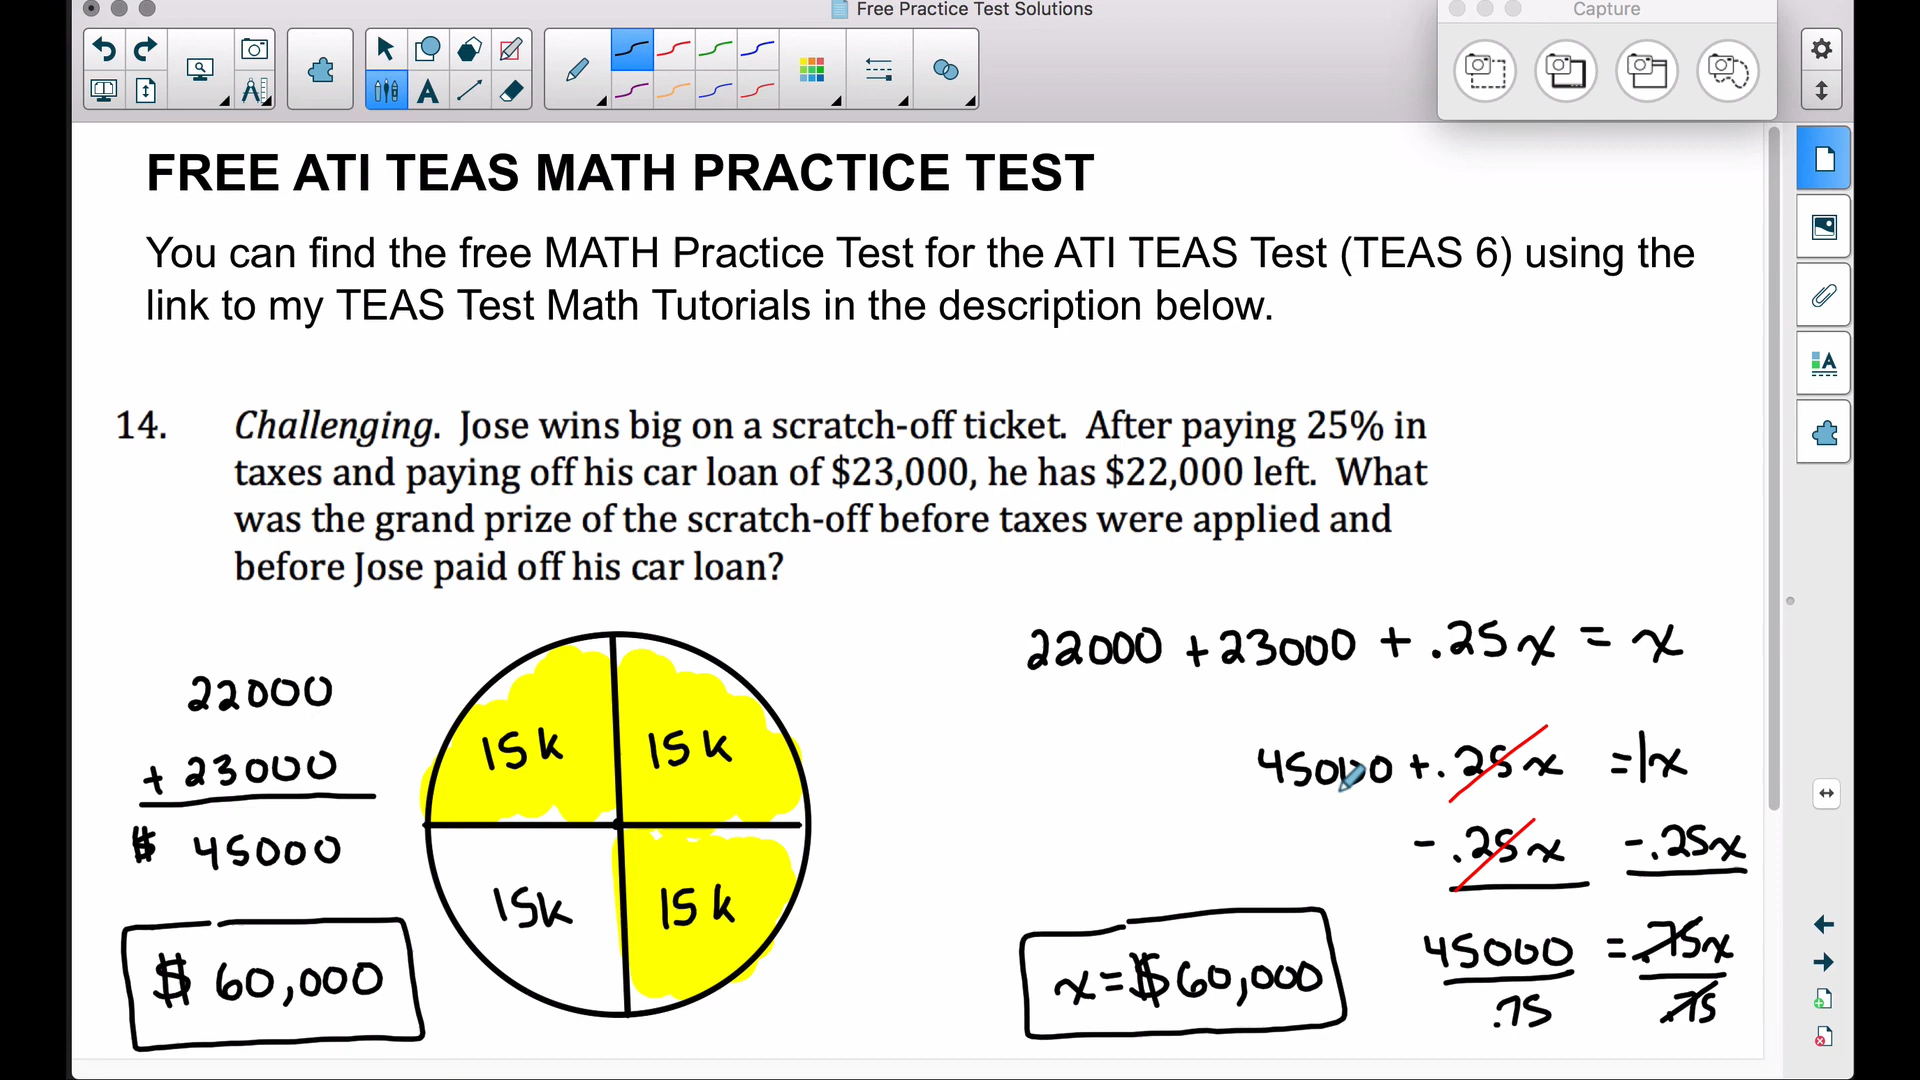 Free Practice Test Solutions
Capture
FREE ATI TEAS MATH PRACTICE TEST
You can find the free MATH Practice Test for the ATI TEAS Test (TEAS 6) using the
link to my TEAS Test Math Tutorials in the description below.
14. Challenging. Jose wins big on a scratch-off ticket. After paying 25% in
taxes and paying off his car loan of $23,000, he has $22,000 left. What
was the grand prize of the scratch-off before taxes were applied and
before Jose paid off his car loan?
22000
+ 23000
$ 45000
$ 60,000
15k 15k
15k 15k
22000 + 23000 + .25x = x
45000 + .25x = 1x
- .25x - .25x
45000 = .75x
.75 .75
x = $60,000